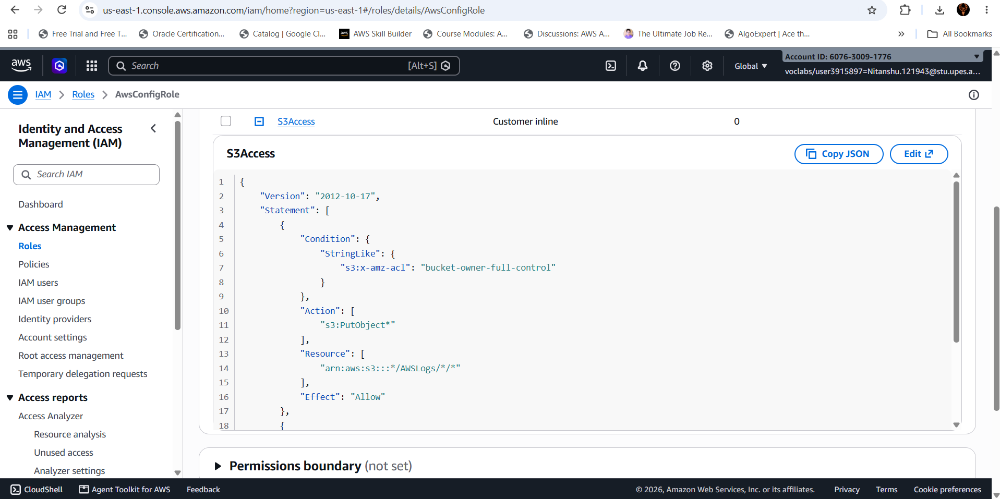 us-east-1.console.aws.amazon.com/iam/home?region=us-east-1#/roles/details/AwsConfigRole
Free Trial and Free T... Oracle Certification... Catalog | Google Cl... aws AWS Skill Builder Course Modules: A... Discussions: AWS A... The Ultimate Job Re... AlgoExpert | Ace th... » All Bookmarks
aws Search [Alt+S] Global Account ID: 6076-3009-1776
voclabs/user3915897=Nitanshu.121943@stu.upes.a...
IAM > Roles > AwsConfigRole
Identity and Access
Management (IAM)
Search IAM
Dashboard
Access Management
Roles
Policies
IAM users
IAM user groups
Identity providers
Account settings
Root access management
Temporary delegation requests
Access reports
Access Analyzer
Resource analysis
Unused access
Analyzer settings
S3Access Customer inline 0
S3Access Copy JSON Edit
1 {
2 "Version": "2012-10-17",
3 "Statement": [
4 {
5 "Condition": {
6 "StringLike": {
7 "s3:x-amz-acl": "bucket-owner-full-control"
8 }
9 },
10 "Action": [
11 "s3:PutObject*"
12 ],
13 "Resource": [
14 "arn:aws:s3:::*/AWSLogs/*/*"
15 ],
16 "Effect": "Allow"
17 },
18 {
Permissions boundary (not set)
CloudShell Agent Toolkit for AWS Feedback © 2026, Amazon Web Services, Inc. or its affiliates. Privacy Terms Cookie preferences